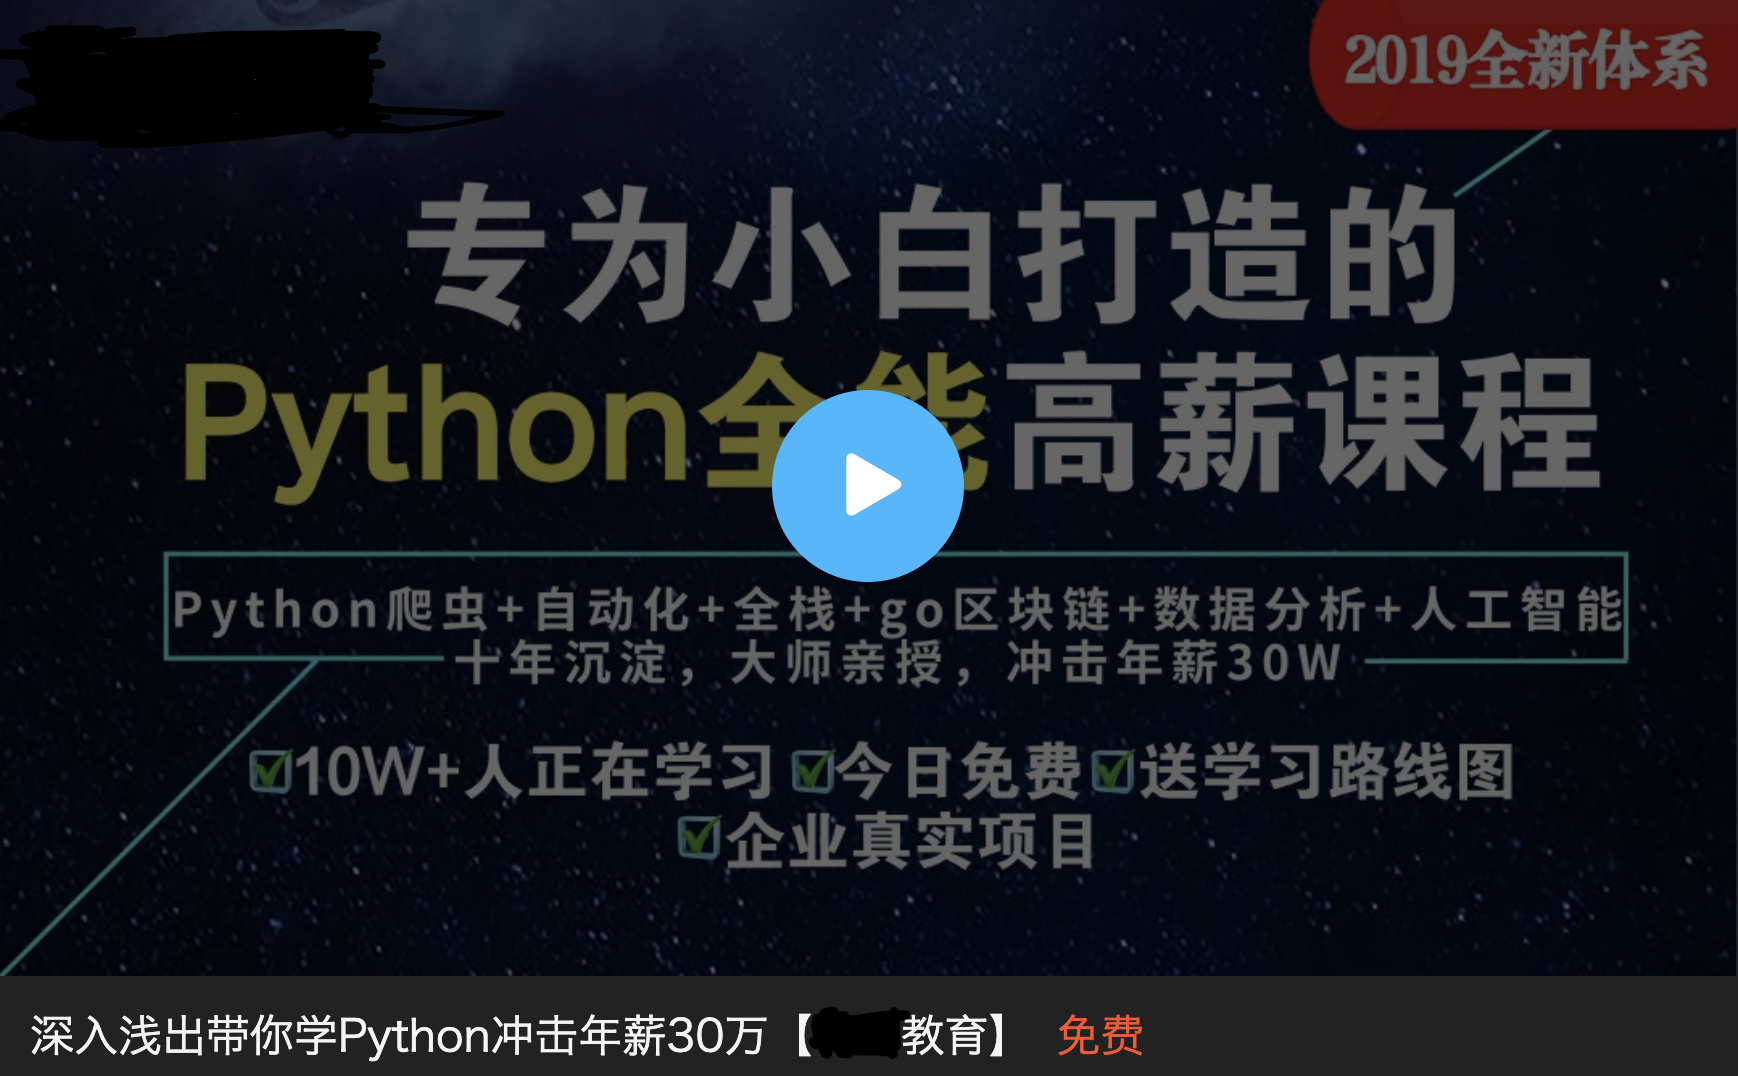 2019全新体系
专为小白打造的
Python全能高薪课程
Python爬虫+自动化+全栈+go区块链+数据分析+人工智能
十年沉淀，大师亲授，冲击年薪30W
10W+人正在学习 今日免费 送学习路线图
企业真实项目
深入浅出带你学Python冲击年薪30万【教育】 免费